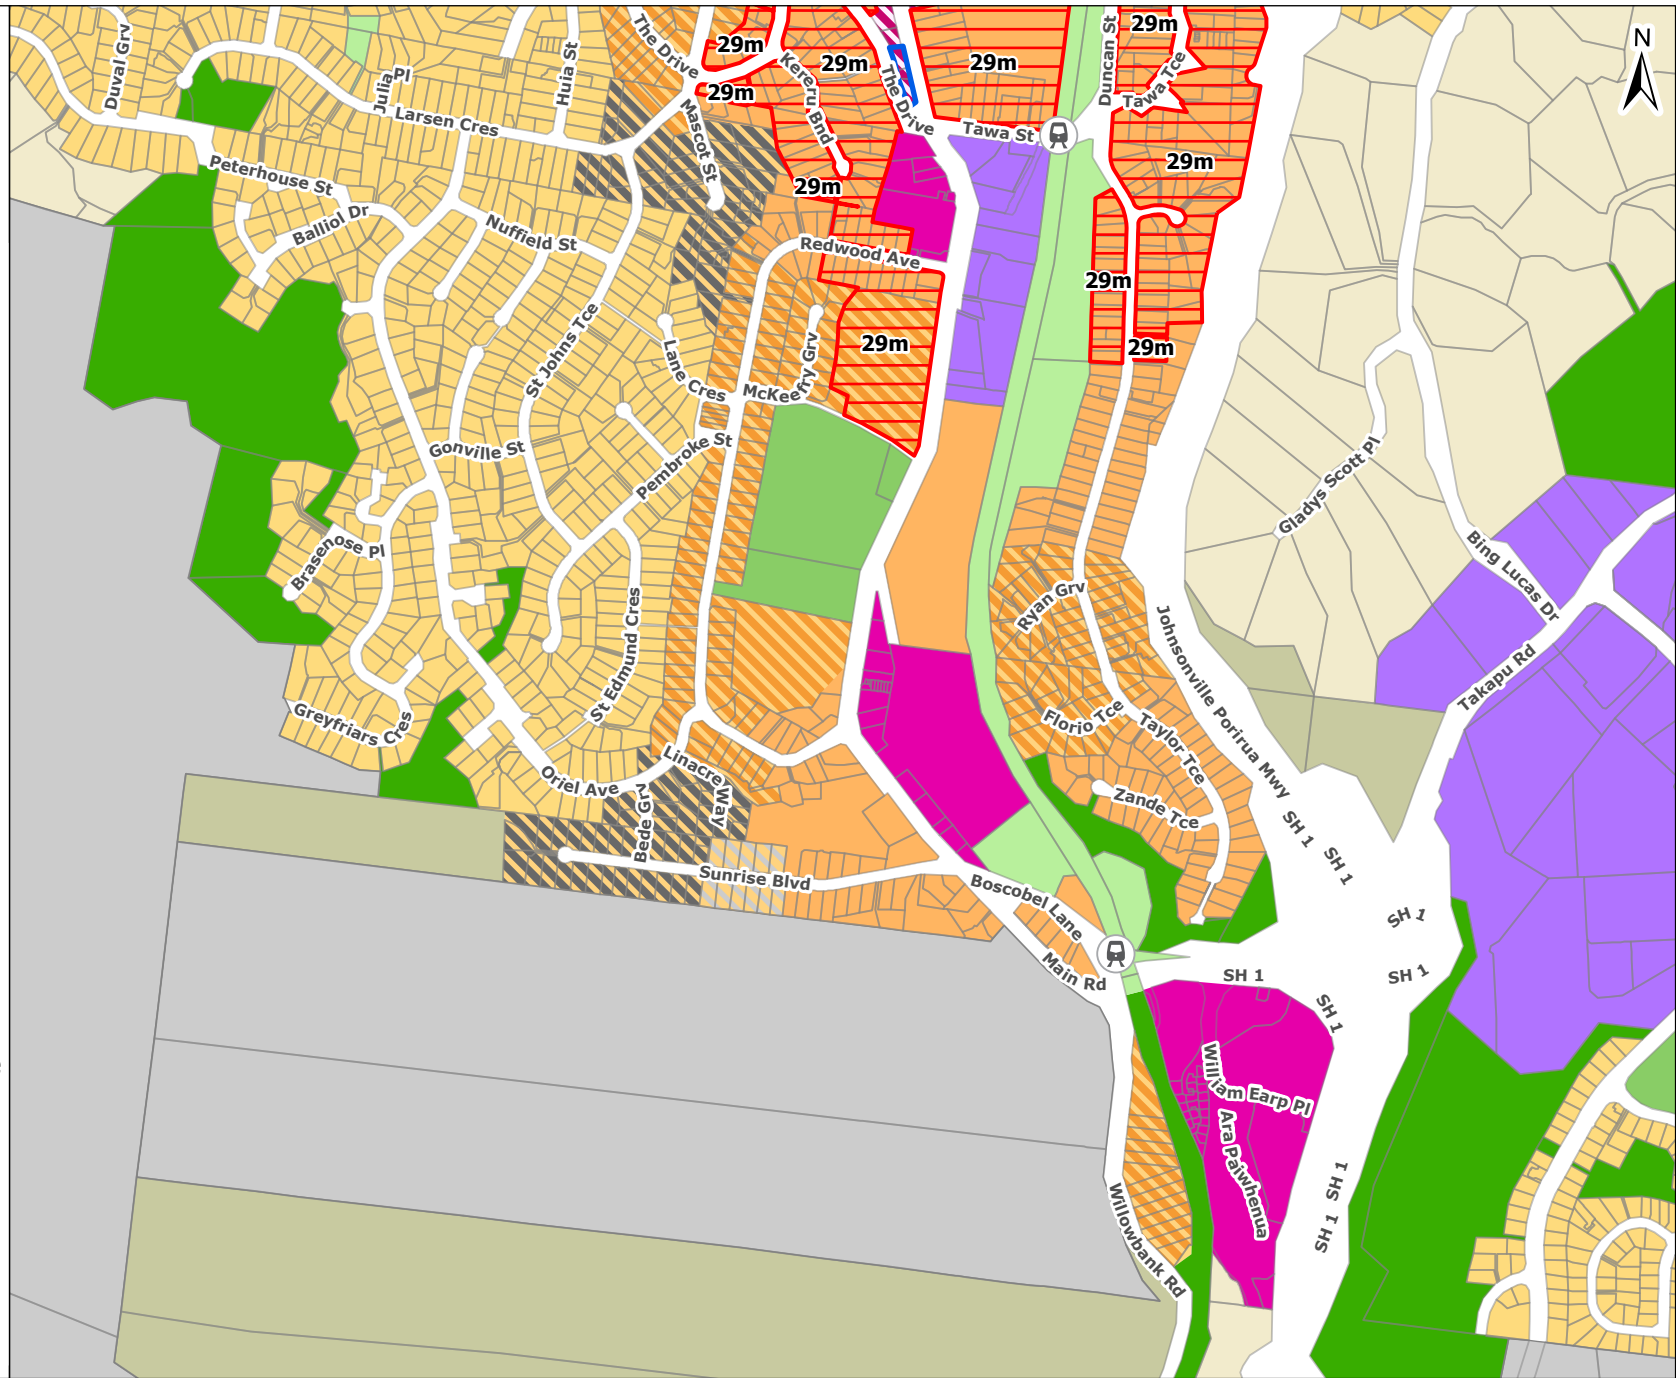 Duval Grv
Julia Pl
Huia St
The Drive
29m
29m
Kereru Bnd
29m
The Drive
29m
Duncan St
29m
Tawa Tce
N
Larsen Cres
Mascot St
Tawa St
29m
29m
Peterhouse St
Balliol Dr
Nuffield St
Redwood Ave
29m
St Johns Tce
Lane Cres
McKeefry Grv
29m
29m
Gonville St
Pembroke St
Gladys Scott Pl
Brasenose Pl
Bing Lucas Dr
Ryan Grv
St Edmund Cres
Johnsonville Porirua Mwy
Takapu Rd
Greyfriars Cres
Florio Tce
Taylor Tce
Oriel Ave
Linacre Way
Bede Grv
Zande Tce
SH 1
SH 1
Sunrise Blvd
Boscobel Lane
SH 1
Main Rd
SH 1
SH 1
SH 1
William Earp Pl
Ara Paiwhenua
SH 1
SH 1
Willowbank Rd